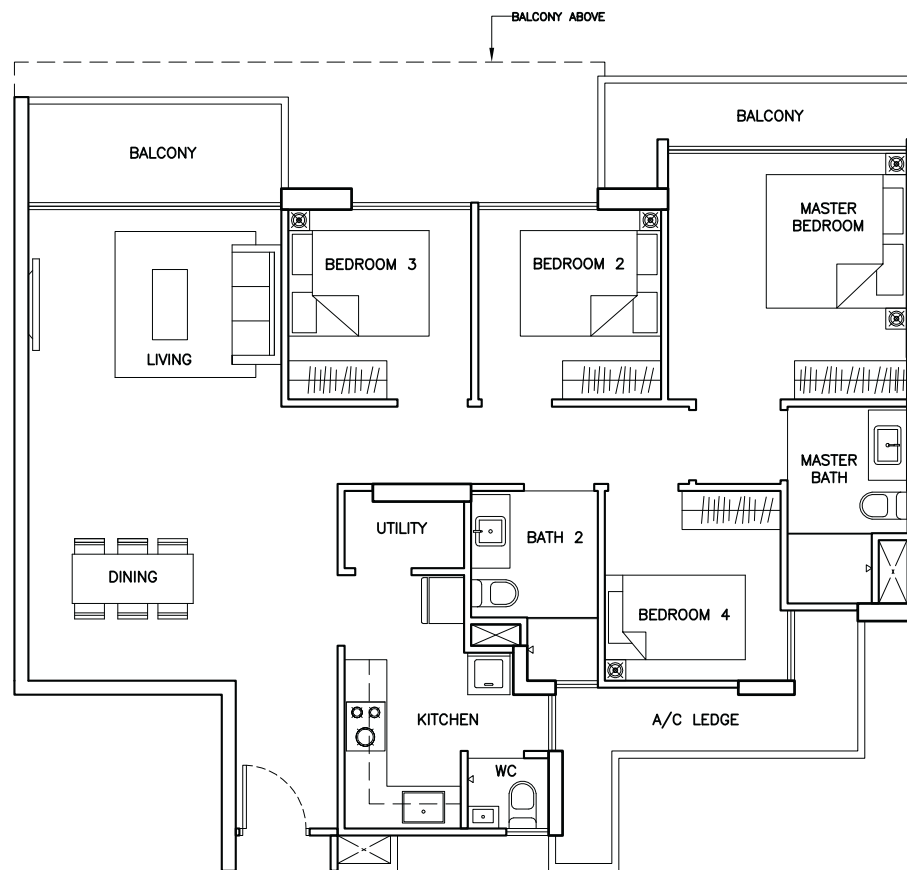 BALCONY ABOVE
BALCONY
BALCONY
MASTER
BEDROOM
BEDROOM 3
BEDROOM 2
LIVING
MASTER
BATH
UTILITY
BATH 2
DINING
BEDROOM 4
KITCHEN
A/C LEDGE
WC